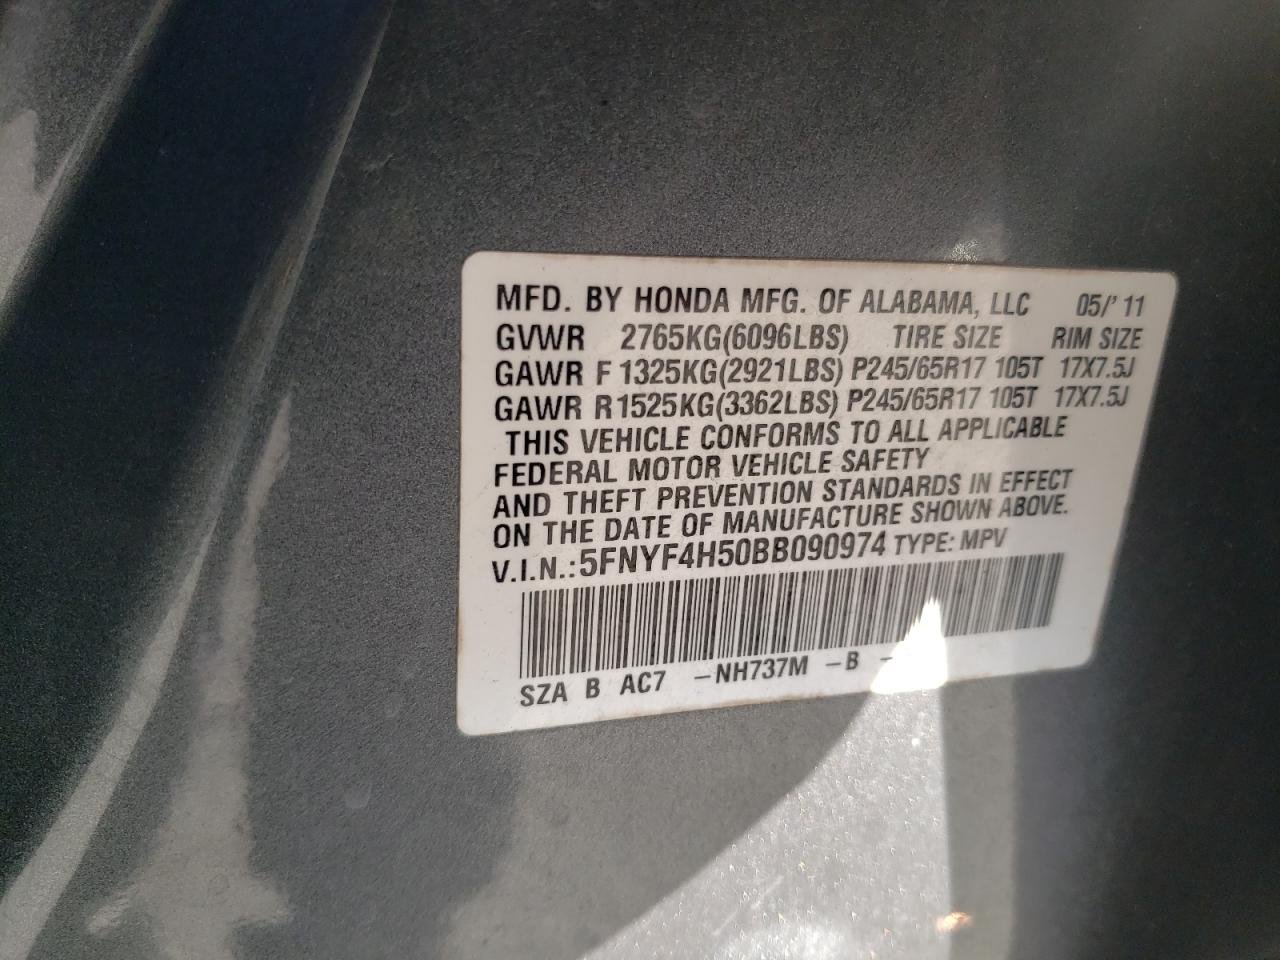 MFD. BY HONDA MFG. OF ALABAMA, LLC 05/'11
GVWR 2765KG(6096LBS) TIRE SIZE RIM SIZE
GAWR F 1325KG(2921LBS) P245/65R17 105T 17X7.5J
GAWR R1525KG(3362LBS) P245/65R17 105T 17X7.5J
THIS VEHICLE CONFORMS TO ALL APPLICABLE
FEDERAL MOTOR VEHICLE SAFETY
AND THEFT PREVENTION STANDARDS IN EFFECT
ON THE DATE OF MANUFACTURE SHOWN ABOVE.
V.I.N.:5FNYF4H50BB090974 TYPE: MPV
SZA B AC7 -NH737M -B -